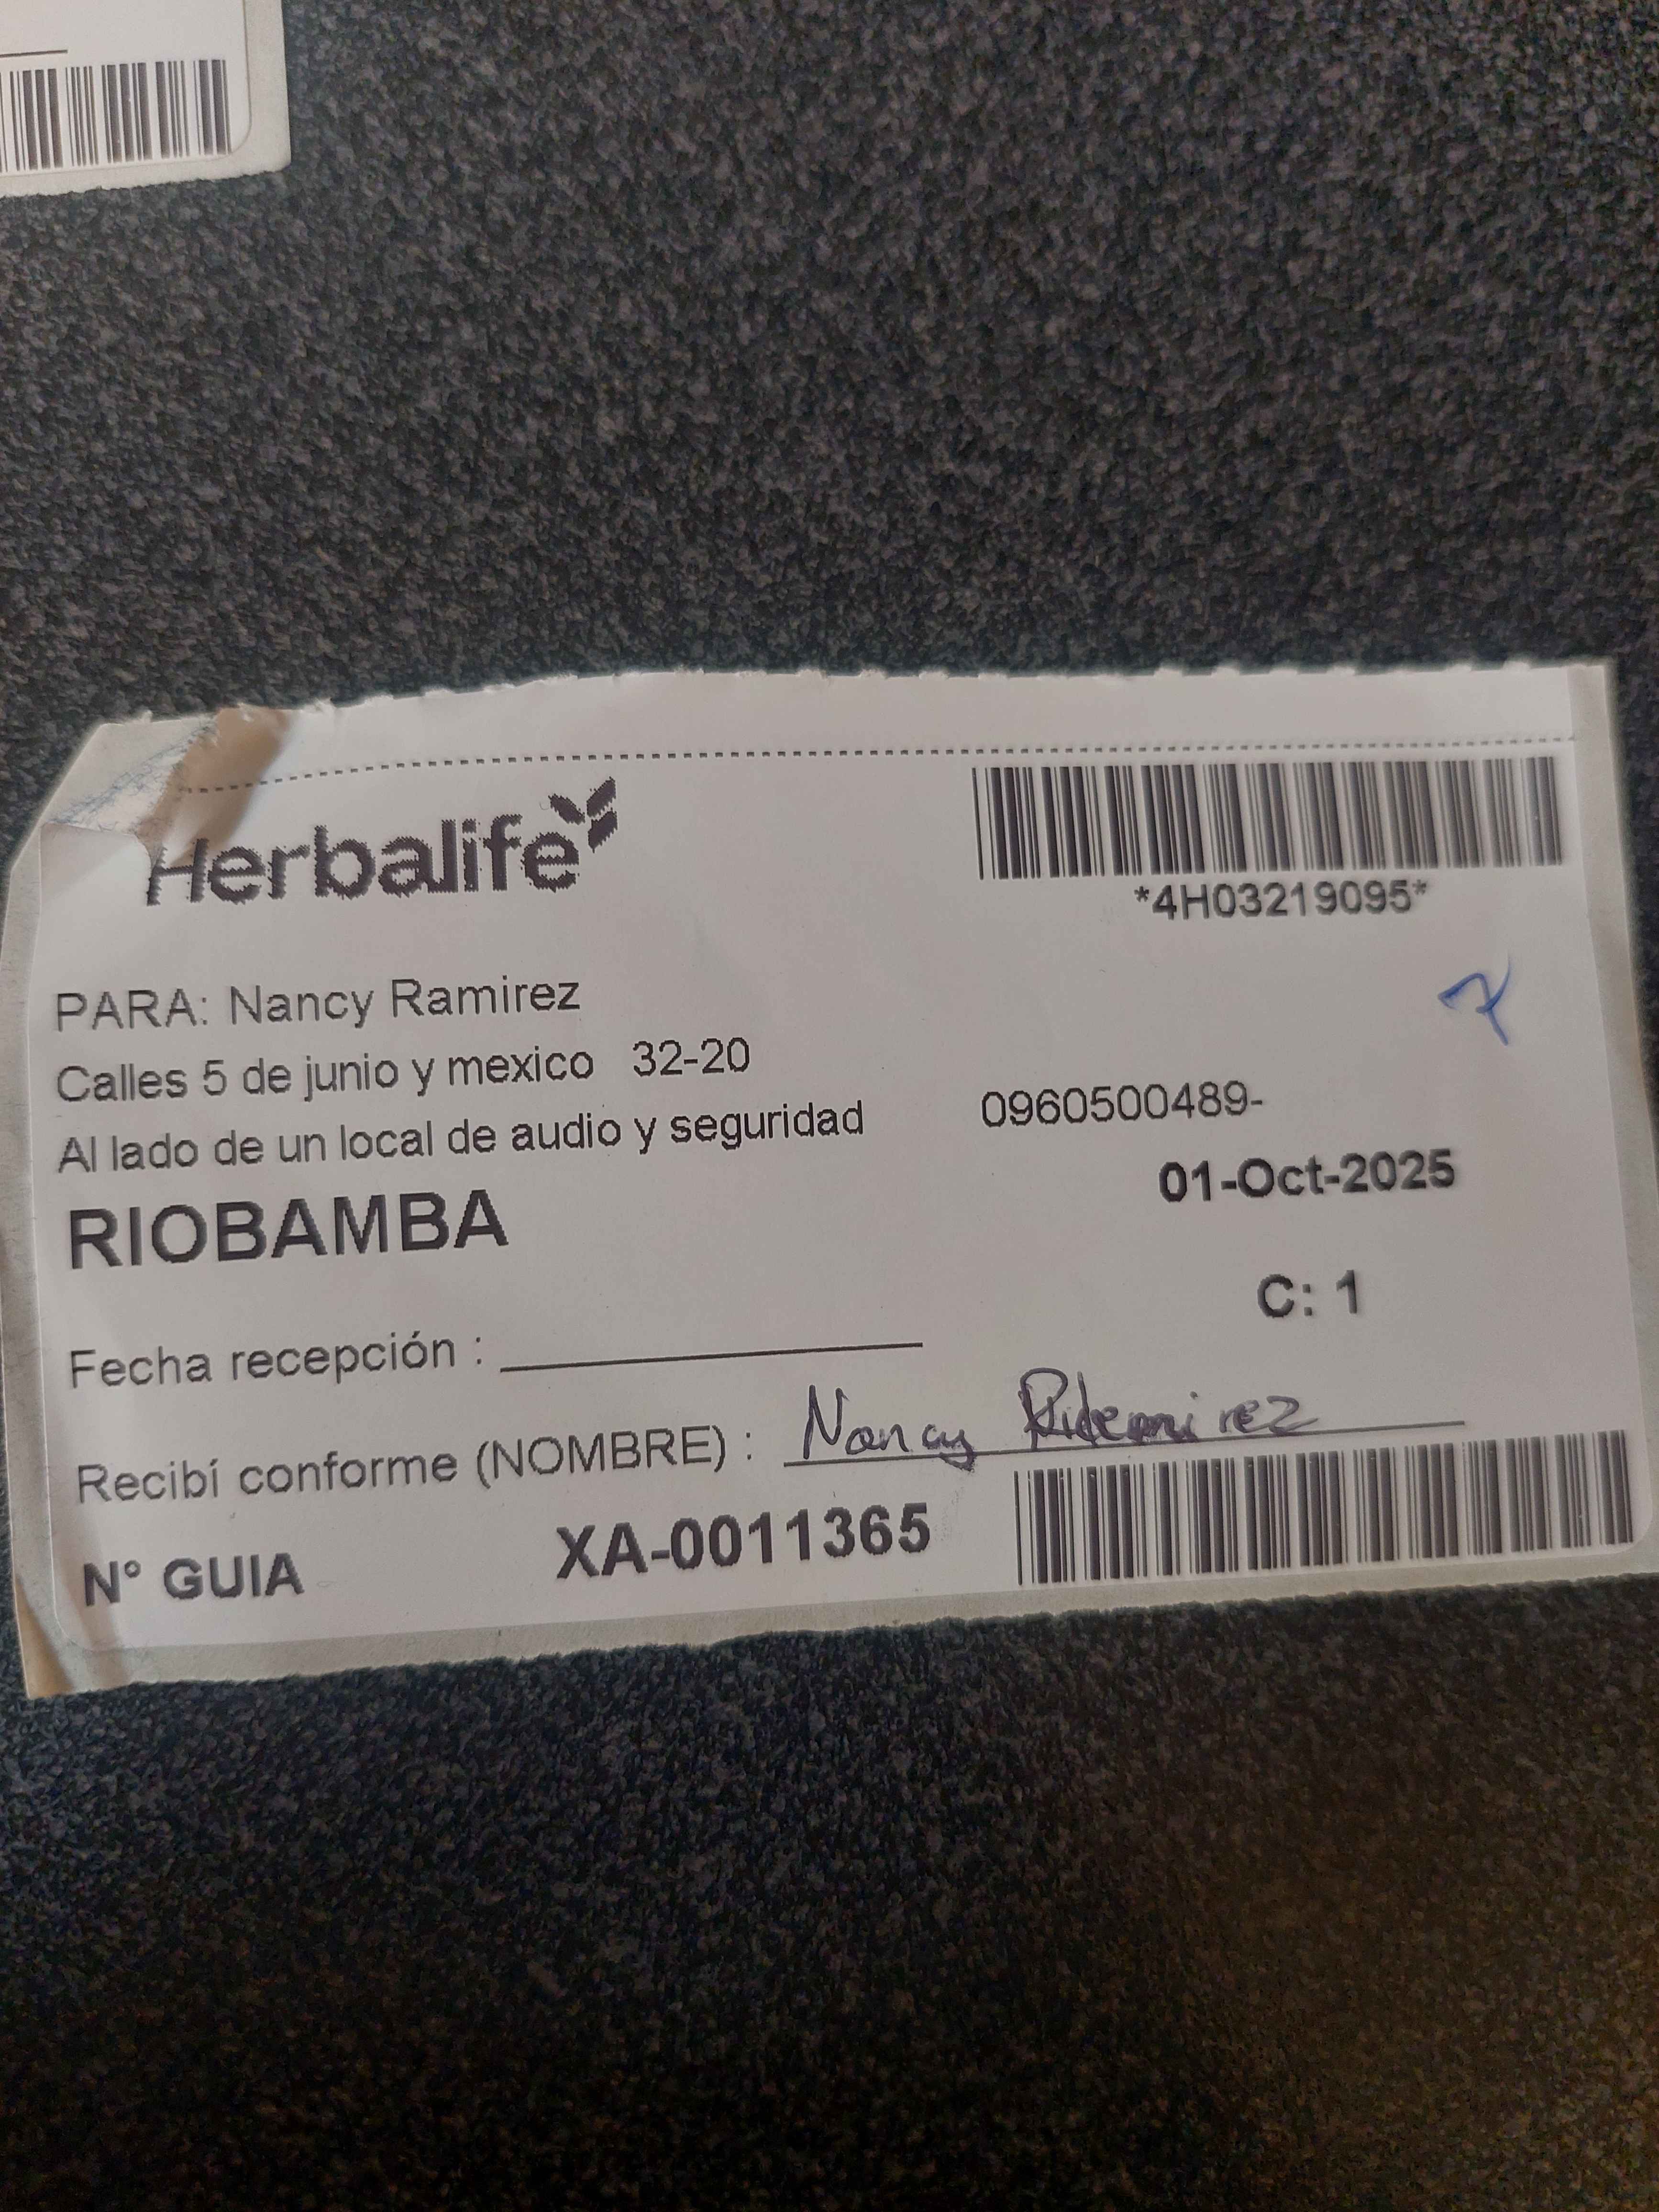 Herbalife
*4H03219095*
7
PARA: Nancy Ramirez
Calles 5 de junio y mexico 32-20
Al lado de un local de audio y seguridad 0960500489-
RIOBAMBA 01-Oct-2025
C: 1
Fecha recepción :
Recibí conforme (NOMBRE) : Nancy
N° GUIA XA-0011365